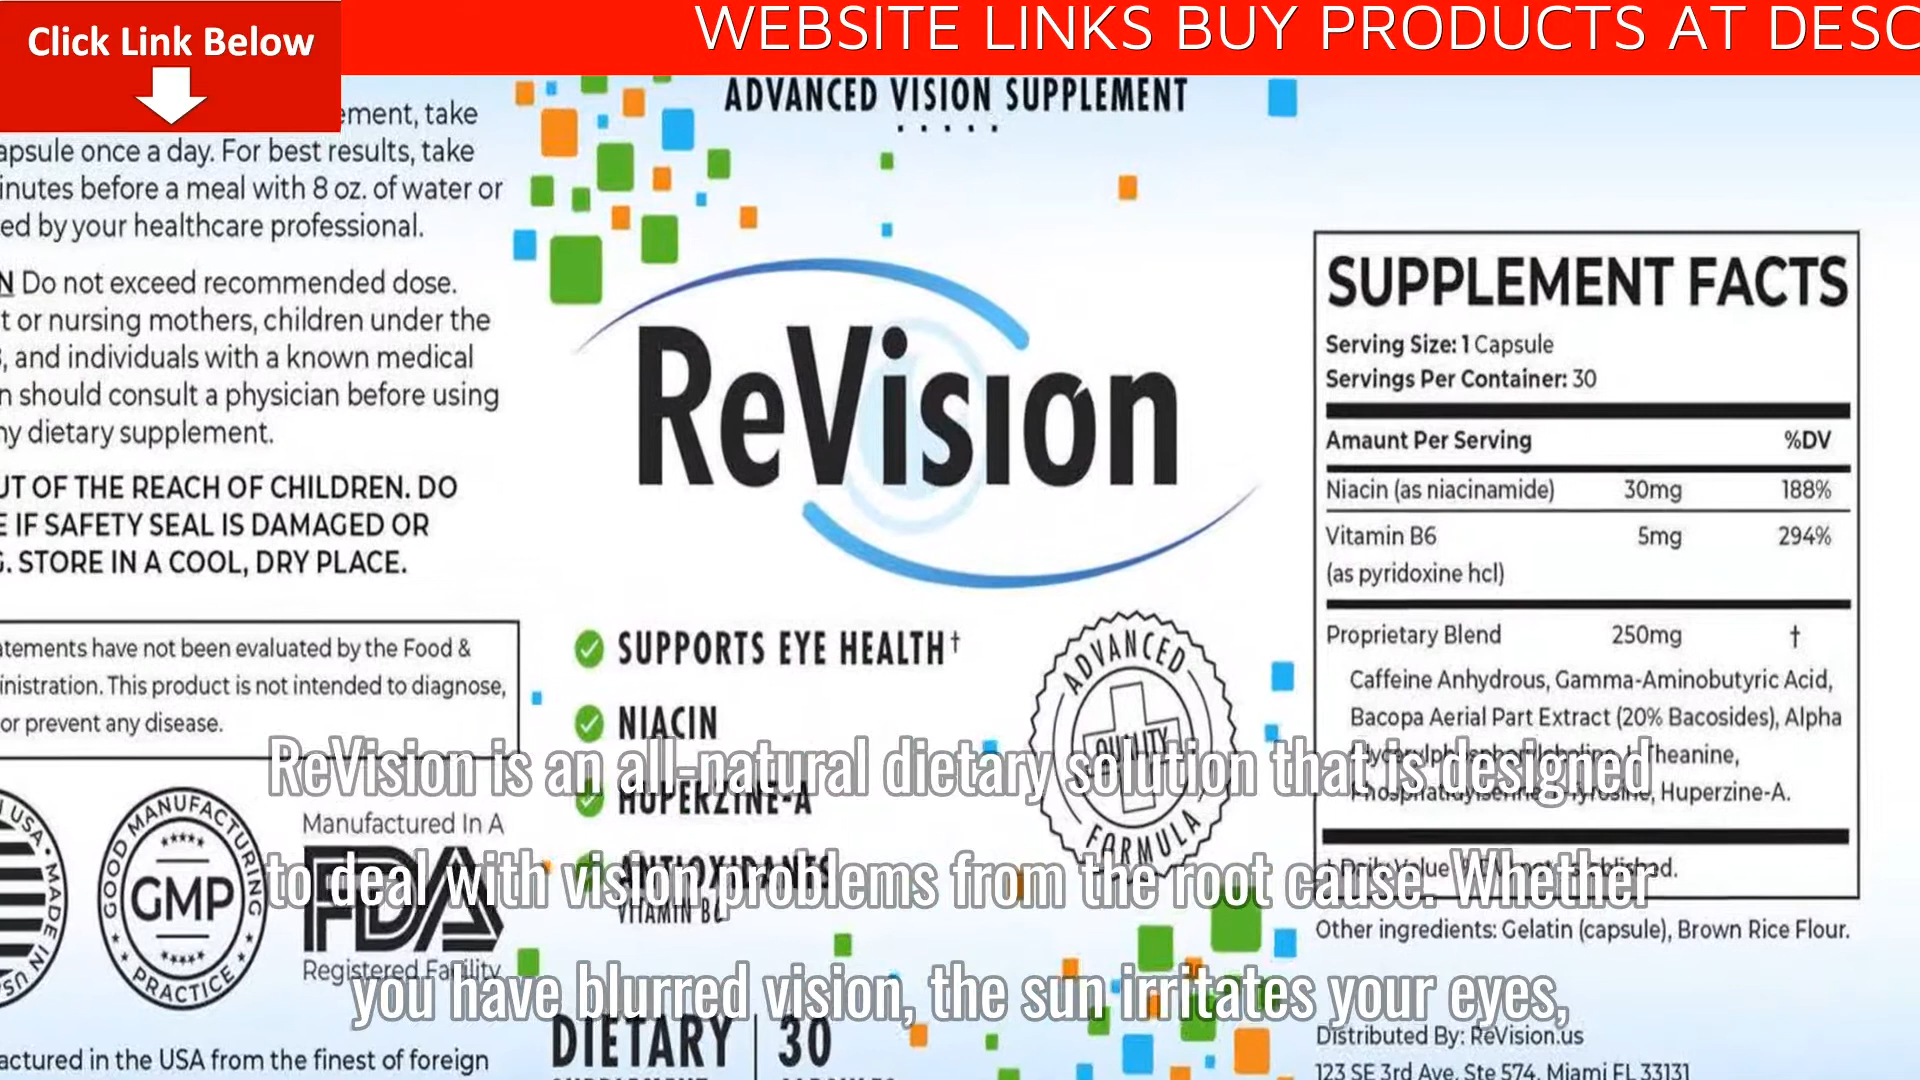 Click Link Below
WEBSITE LINKS BUY PRODUCTS AT DESC
ement, take
apsule once a day. For best results, take
inutes before a meal with 8 oz. of water or
ed by your healthcare professional.
N Do not exceed recommended dose.
t or nursing mothers, children under the
, and individuals with a known medical
n should consult a physician before using
ny dietary supplement.
UT OF THE REACH OF CHILDREN. DO
E IF SAFETY SEAL IS DAMAGED OR
G. STORE IN A COOL, DRY PLACE.
atements have not been evaluated by the Food &
inistration. This product is not intended to diagnose,
or prevent any disease.
USA • MADE IN US
GOOD MANUFACTURING
GMP
PRACTICE
Manufactured In A
FDA
Registered Facility
actured in the USA from the finest of foreign
ADVANCED VISION SUPPLEMENT
ReVision
SUPPORTS EYE HEALTH†
NIACIN
HUPERZINE-A
ANTIOXIDANTS
VITAMIN B6
ADVANCED
QUALITY
FORMULA
DIETARY
30
SUPPLEMENT FACTS
Serving Size: 1 Capsule
Servings Per Container: 30
Amaunt Per Serving %DV
Niacin (as niacinamide) 30mg 188%
Vitamin B6 5mg 294%
(as pyridoxine hcl)
Proprietary Blend 250mg †
Caffeine Anhydrous, Gamma-Aminobutyric Acid,
Bacopa Aerial Part Extract (20% Bacosides), Alpha
Huperzine-A.
Other ingredients: Gelatin (capsule), Brown Rice Flour.
Distributed By: ReVision.us
123 SE 3rd Ave, Ste 574, Miami FL 33131
ReVision is an all-natural dietary solution that is designed
to deal with vision problems from the root cause. Whether
you have blurred vision, the sun irritates your eyes,